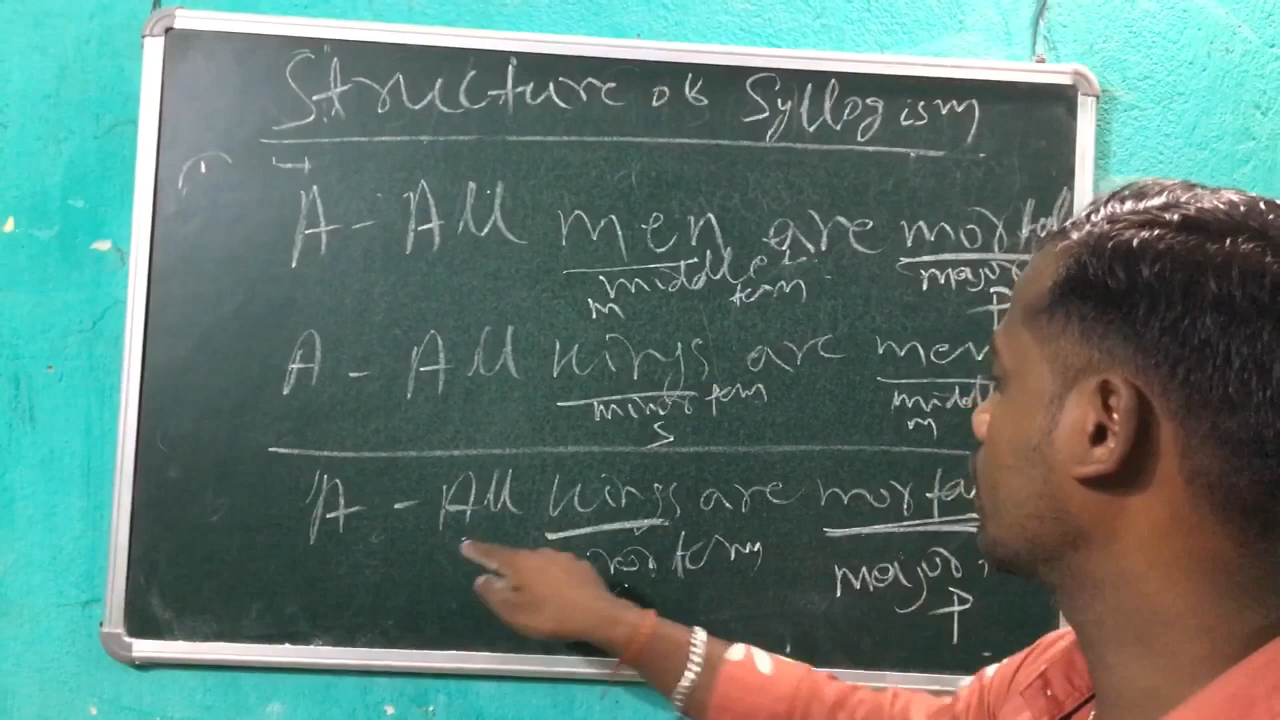 Structure of Syllogism
A - All men are mortal
middle term major
m P
A - All kings are men
minor term middle
S m
A - All kings are mortal
term major
P